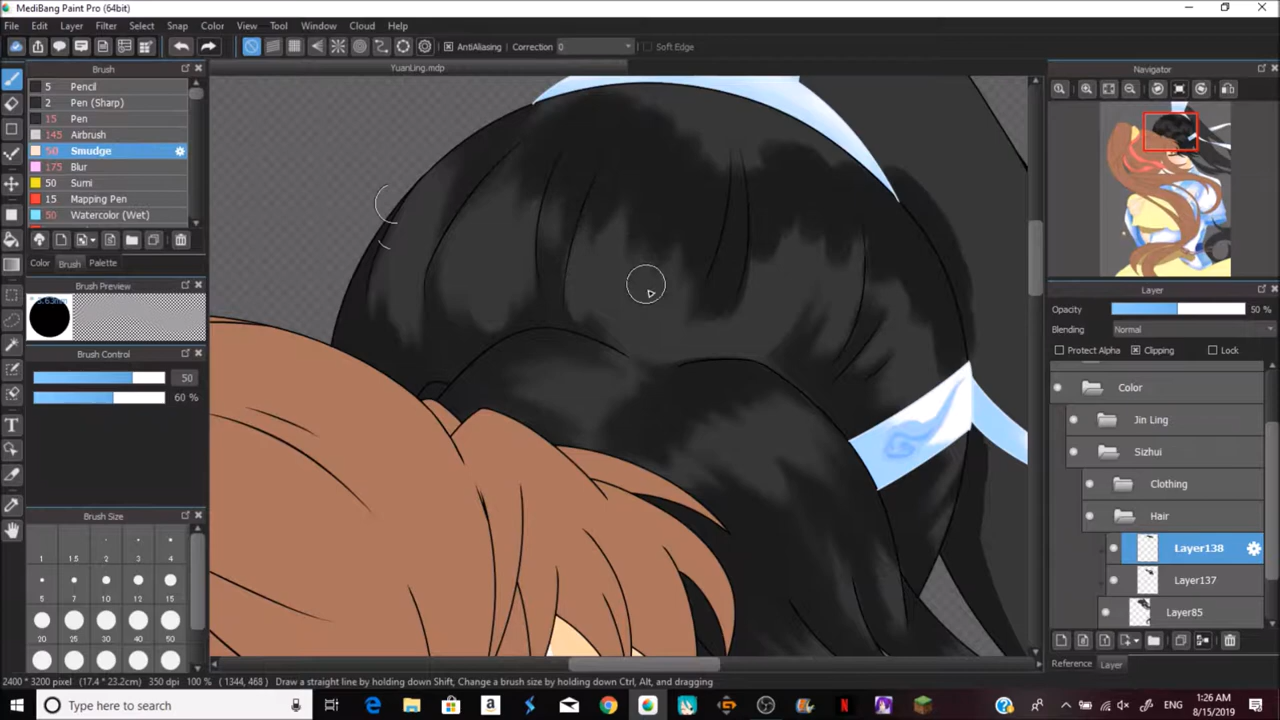 MediBang Paint Pro (64bit)
File Edit Layer Filter Select Snap Color View Tool Window Cloud Help
AntiAliasing Correction 0 Soft Edge
Brush
YuanLing.mdp
Navigator
5 Pencil
2 Pen (Sharp)
15 Pen
145 Airbrush
50 Smudge
175 Blur
50 Sumi
15 Mapping Pen
50 Watercolor (Wet)
Color Brush Palette
Brush Preview
* 3.63mm
Brush Control
50
60 %
Brush Size
1 1.5 2 3 4
5 7 10 12 15
20 25 30 40 50
Layer
Opacity 50 %
Blending Normal
Protect Alpha Clipping Lock
Color
Jin Ling
Sizhui
Clothing
Hair
Layer138
Layer137
Layer85
Reference Layer
2400 * 3200 pixel (17.4 * 23.2cm) 350 dpi 100 % ( 1344, 468 ) Draw a straight line by holding down Shift, Change a brush size by holding down Ctrl, Alt, and dragging
Type here to search
1:26 AM
8/15/2019